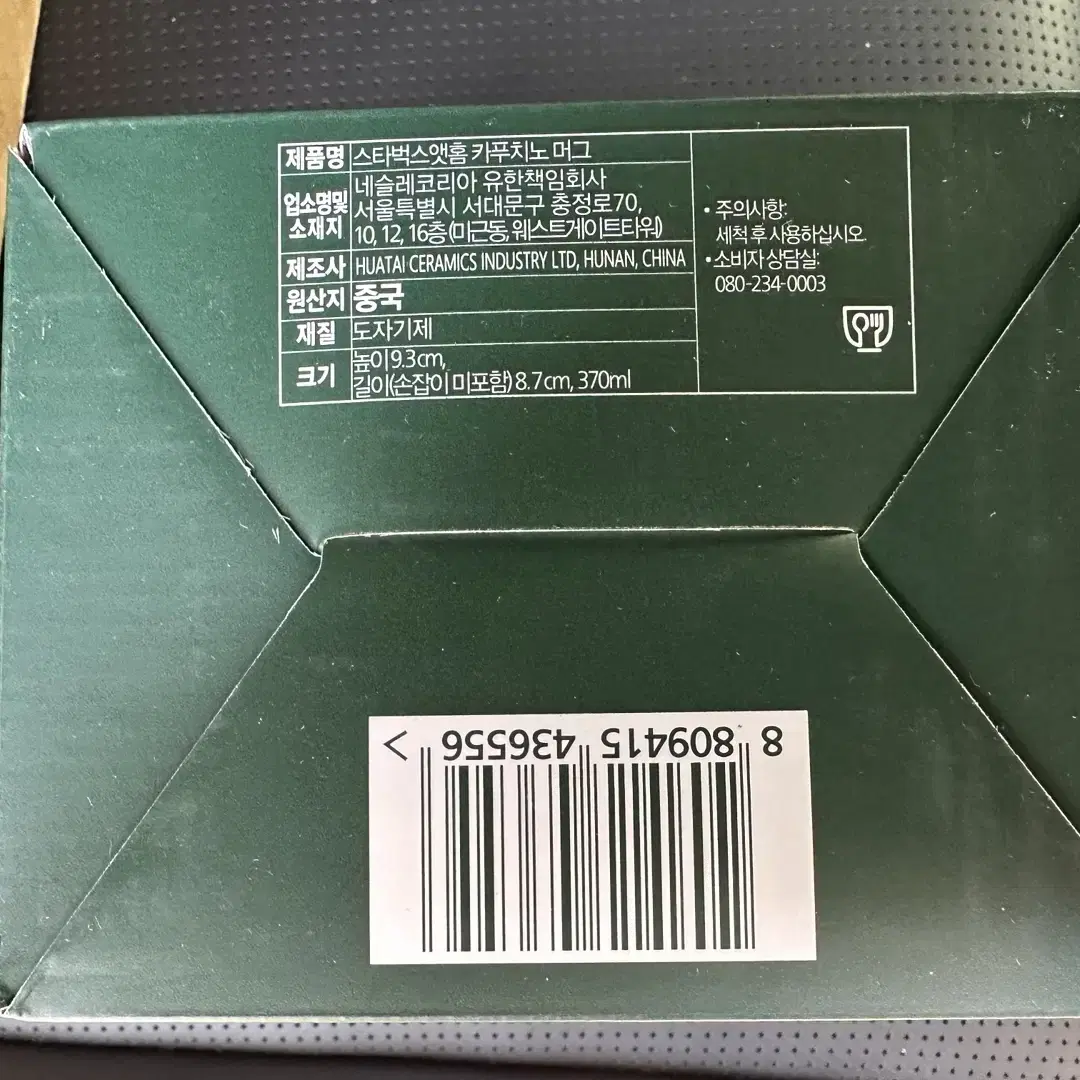 제품명 스타벅스앳홈 카푸치노 머그
업소명및 소재지 네슬레코리아 유한책임회사
서울특별시 서대문구 충정로70,
10, 12, 16층 (미근동, 웨스트게이트타워)
제조사 HUATAI CERAMICS INDUSTRY LTD, HUNAN, CHINA
원산지 중국
재질 도자기제
크기 높이 9.3cm,
길이(손잡이 미포함) 8.7cm, 370ml
• 주의사항:
세척 후 사용하십시오.
• 소비자 상담실:
080-234-0003
8 809415 436556 >